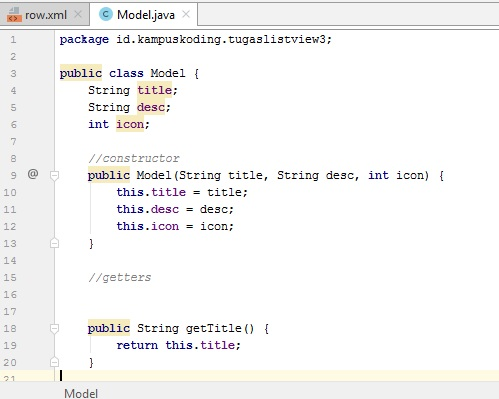 row.xml
Model.java
1 package id.kampuskoding.tugaslistview3;
2
3 public class Model {
4 String title;
5 String desc;
6 int icon;
7
8 //constructor
9 @ public Model(String title, String desc, int icon) {
10 this.title = title;
11 this.desc = desc;
12 this.icon = icon;
13 }
14
15 //getters
16
17
18 public String getTitle() {
19 return this.title;
20 }
21
Model